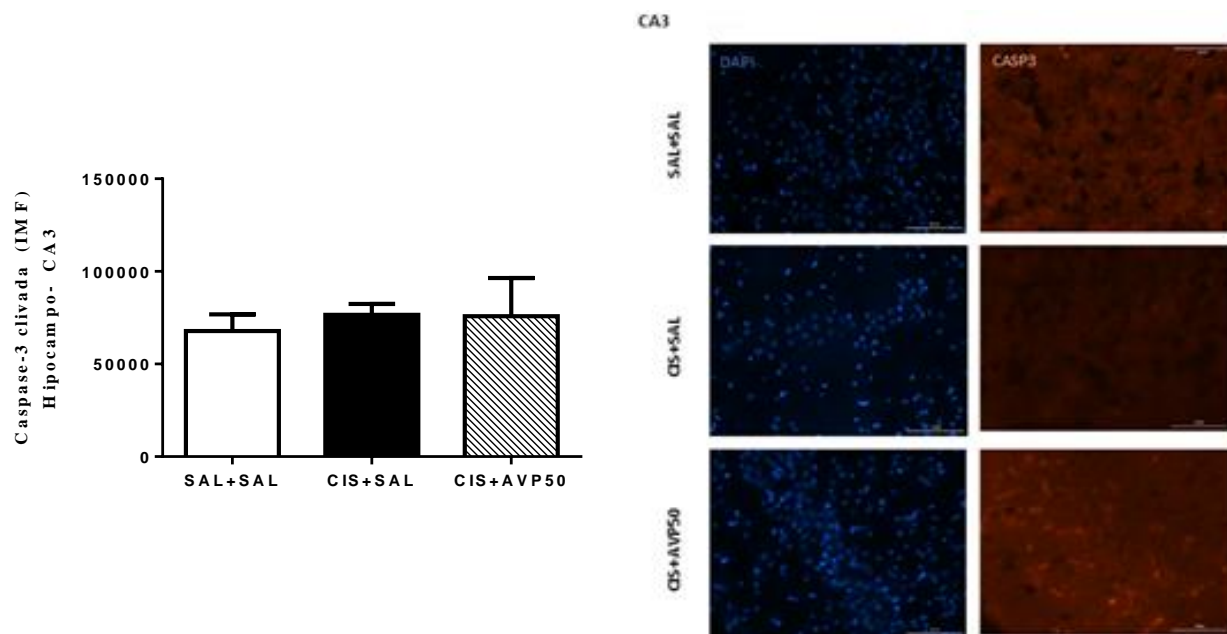 Caspase-3 clivada (IMF)
Hipocampo- CA3
150000
100000
50000
0
SAL+SAL
CIS+SAL
CIS+AVP50
CA3
DAPI
CASP3
SAL+SAL
CIS+SAL
CIS+AVP50